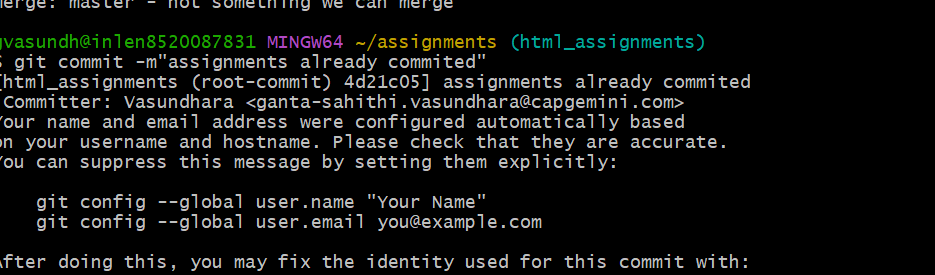 merge: master - not something we can merge
gvasundh@inlen8520087831 MINGW64 ~/assignments (html_assignments)
$ git commit -m"assignments already commited"
[html_assignments (root-commit) 4d21c05] assignments already commited
Committer: Vasundhara <ganta-sahithi.vasundhara@capgemini.com>
Your name and email address were configured automatically based
on your username and hostname. Please check that they are accurate.
You can suppress this message by setting them explicitly:
git config --global user.name "Your Name"
git config --global user.email you@example.com
After doing this, you may fix the identity used for this commit with: